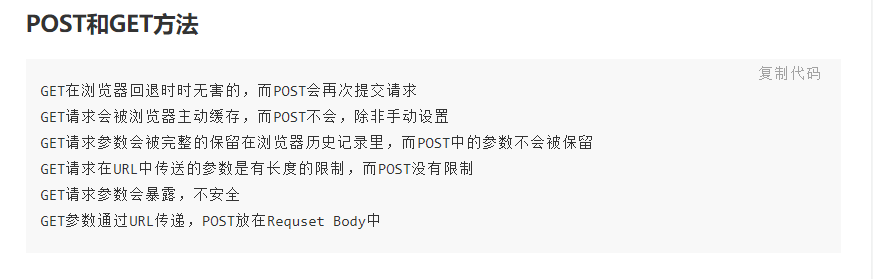 POST和GET方法
复制代码
GET在浏览器回退时时无害的，而POST会再次提交请求
GET请求会被浏览器主动缓存，而POST不会，除非手动设置
GET请求参数会被完整的保留在浏览器历史记录里，而POST中的参数不会被保留
GET请求在URL中传送的参数是有长度的限制，而POST没有限制
GET请求参数会暴露，不安全
GET参数通过URL传递，POST放在Requset Body中